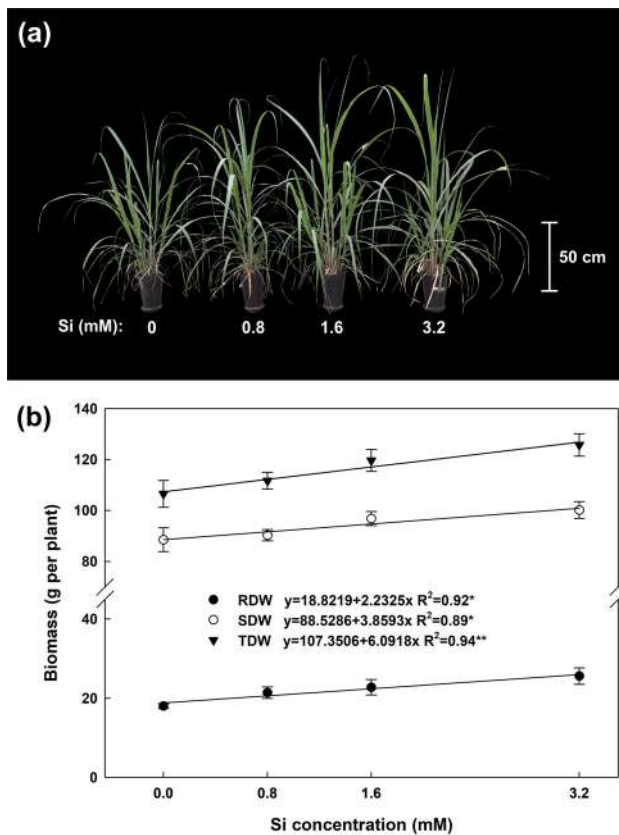 (a)
50 cm
Si (mM): 0 0.8 1.6 3.2
(b)
140
120
100
80
40
20
0
Biomass (g per plant)
RDW y=18.8219+2.2325x R²=0.92*
SDW y=88.5286+3.8593x R²=0.89*
TDW y=107.3506+6.0918x R²=0.94**
0.0 0.8 1.6 3.2
Si concentration (mM)